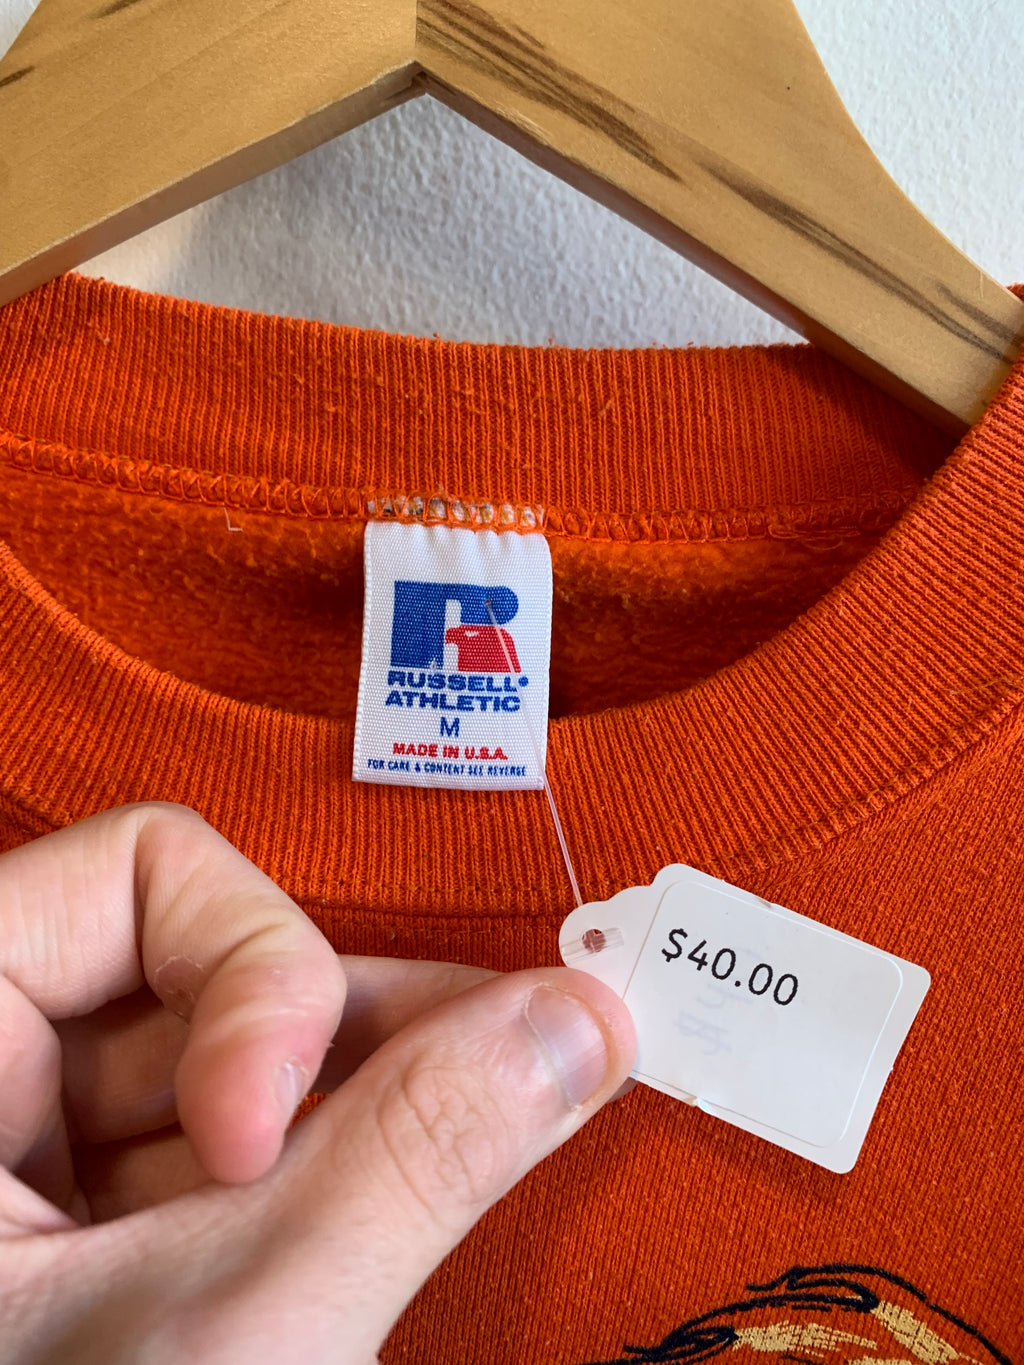 RUSSELL
ATHLETIC
M
MADE IN U.S.A.
FOR CARE & CONTENT SEE REVERSE
$40.00